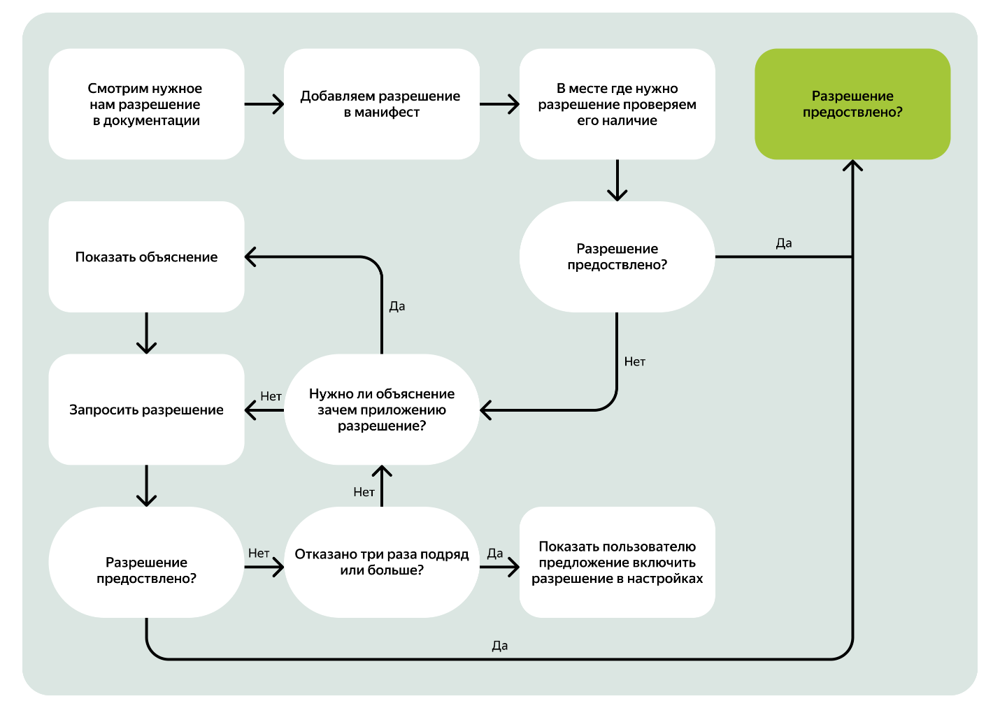 Смотрим нужное
нам разрешение
в документации
Добавляем разрешение
в манифест
В месте где нужно
разрешение проверяем
его наличие
Разрешение
предоствлено?
Показать объяснение
Разрешение
предоствлено?
Да
Да
Нет
Запросить разрешение
Нет
Нужно ли объяснение
зачем приложению
разрешение?
Нет
Разрешение
предоствлено?
Нет
Отказано три раза подряд
или больше?
Да
Показать пользователю
предложение включить
разрешение в настройках
Да